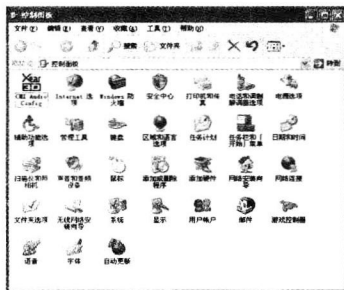 控制面板
文件(F) 编辑(E) 查看(V) 收藏(A) 工具(T) 帮助(H)
搜索 文件夹
控制面板 转到
CMI Audio Config Internet 选项 Windows 防火墙 安全中心 打印机和传真 电话和调制解调器选项 电源选项
辅助功能选项 管理工具 键盘 区域和语言选项 任务计划 任务栏和「开始」菜单 日期和时间
扫描仪和照相机 声音和音频设备 鼠标 添加或删除程序 添加硬件 网络安装向导 网络连接
文件夹选项 无线网络安装向导 系统 显示 用户帐户 邮件 游戏控制器
语音 字体 自动更新